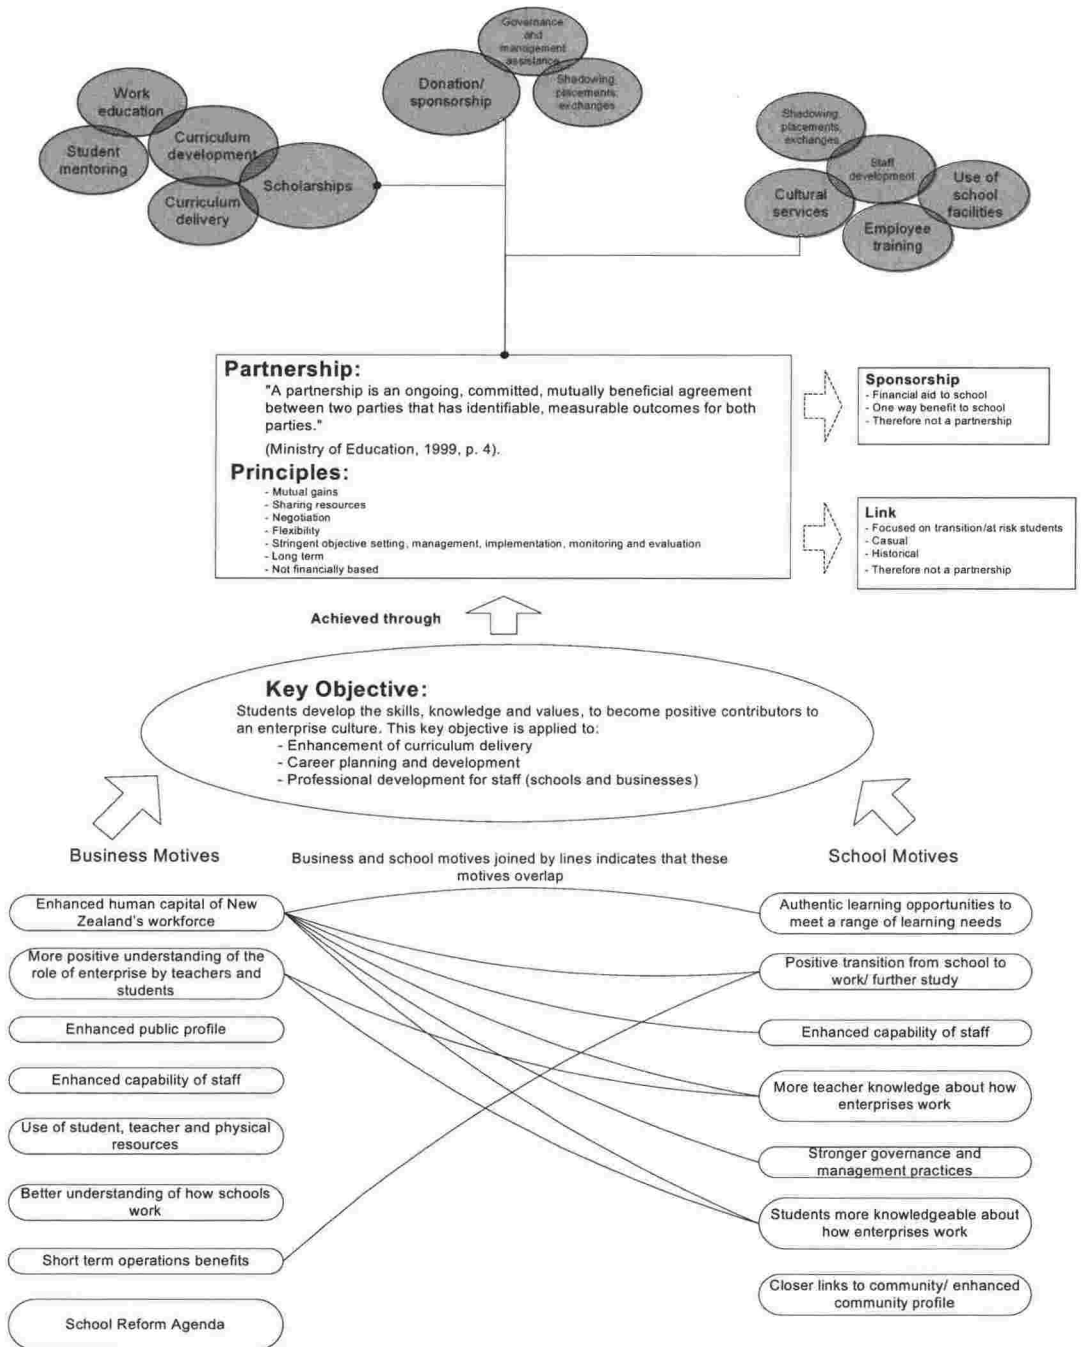 Governance
and
management
assistance
Donation/
sponsorship
Shadowing,
placements,
exchanges
Work
education
Curriculum
development
Student
mentoring
Scholarships
Curriculum
delivery
Shadowing,
placements,
exchanges
Staff
development
Use of
school
facilities
Cultural
services
Employee
training
Partnership:
"A partnership is an ongoing, committed, mutually beneficial agreement
between two parties that has identifiable, measurable outcomes for both
parties."
(Ministry of Education, 1999, p. 4).
Principles:
- Mutual gains
- Sharing resources
- Negotiation
- Flexibility
- Stringent objective setting, management, implementation, monitoring and evaluation
- Long term
- Not financially based
Sponsorship
- Financial aid to school
- One way benefit to school
- Therefore not a partnership
Link
- Focused on transition/at risk students
- Casual
- Historical
- Therefore not a partnership
Achieved through
Key Objective:
Students develop the skills, knowledge and values, to become positive contributors to
an enterprise culture. This key objective is applied to:
- Enhancement of curriculum delivery
- Career planning and development
- Professional development for staff (schools and businesses)
Business Motives
Business and school motives joined by lines indicates that these
motives overlap
School Motives
Enhanced human capital of New
Zealand's workforce
More positive understanding of the
role of enterprise by teachers and
students
Enhanced public profile
Enhanced capability of staff
Use of student, teacher and physical
resources
Better understanding of how schools
work
Short term operations benefits
School Reform Agenda
Authentic learning opportunities to
meet a range of learning needs
Positive transition from school to
work/ further study
Enhanced capability of staff
More teacher knowledge about how
enterprises work
Stronger governance and
management practices
Students more knowledgeable about
how enterprises work
Closer links to community/ enhanced
community profile